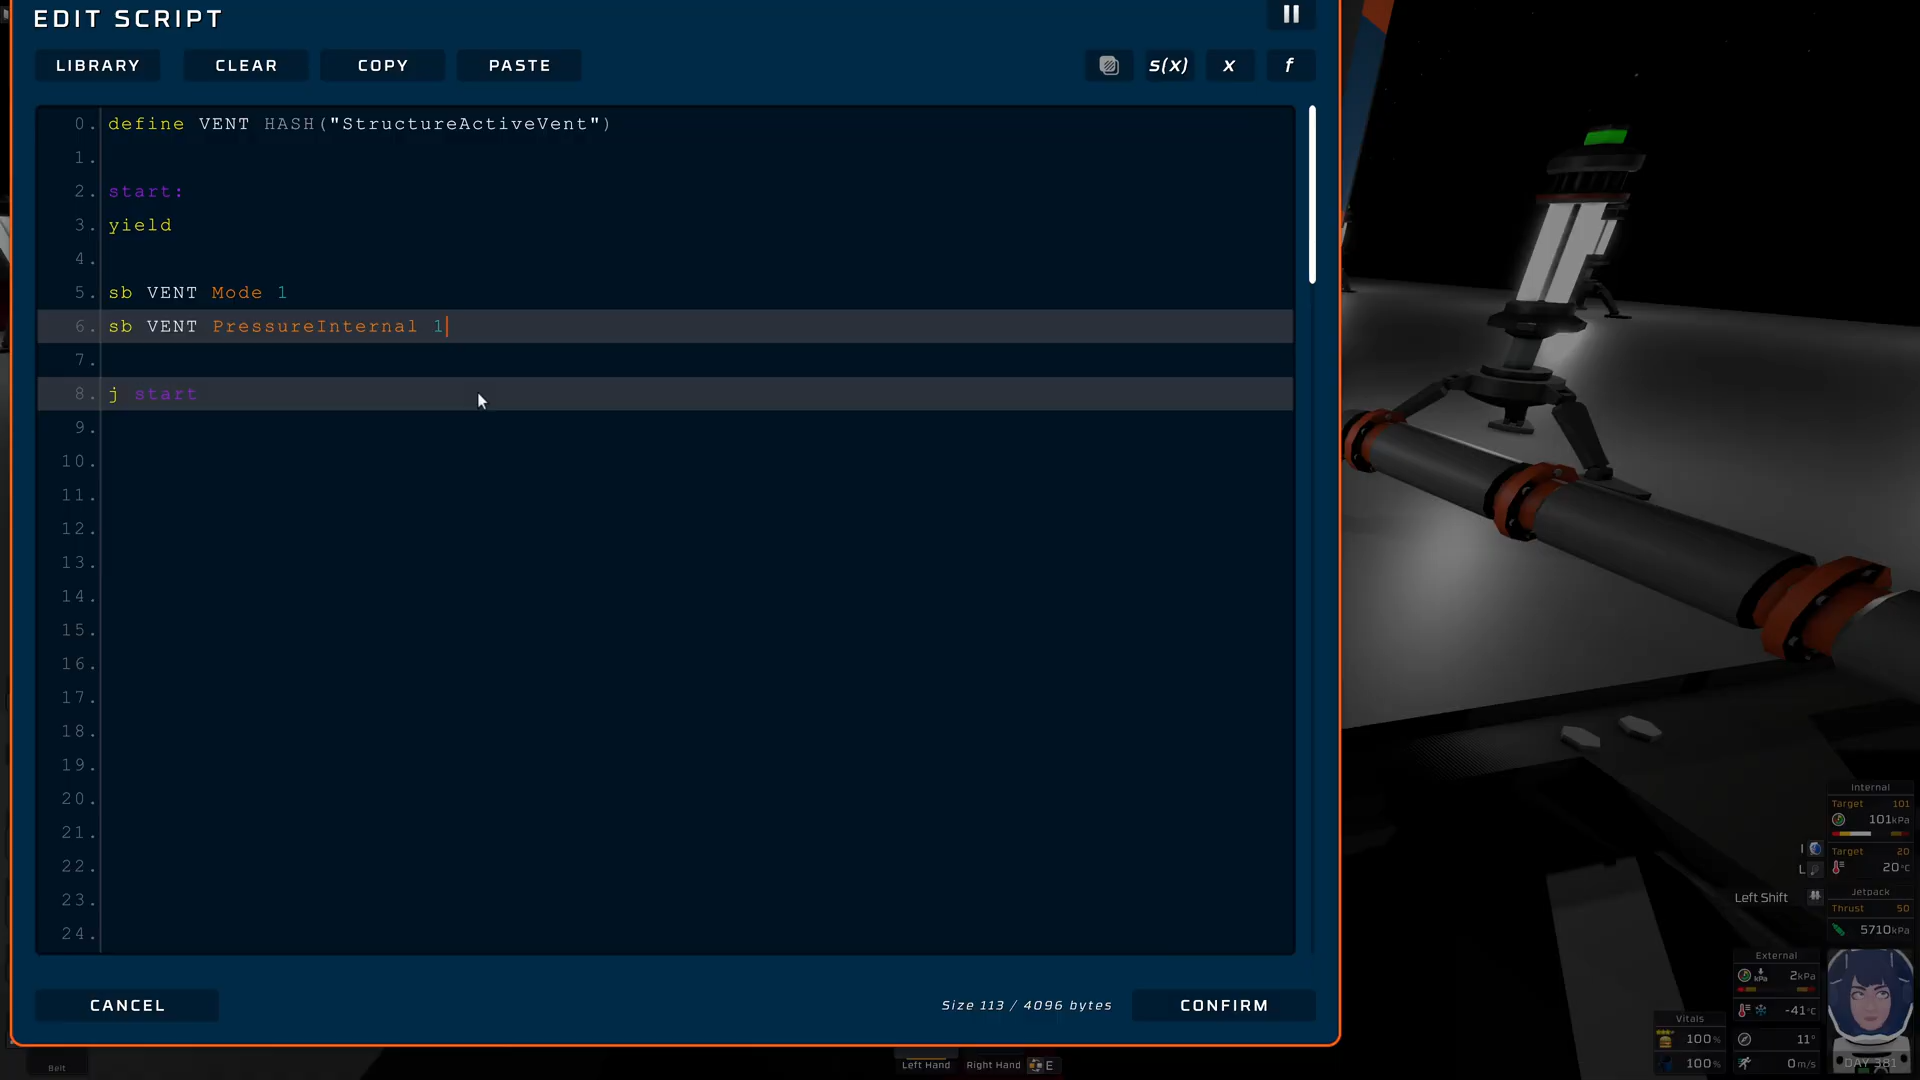 EDIT SCRIPT
LIBRARY CLEAR COPY PASTE s(x) x f
0. define VENT HASH("StructureActiveVent")
1.
2. start:
3. yield
4.
5. sb VENT Mode 1
6. sb VENT PressureInternal 1
7.
8. j start
9.
10.
11.
12.
13.
14.
15.
16.
17.
18.
19.
20.
21.
22.
23.
24.
CANCEL Size 113 / 4096 bytes CONFIRM
Internal
Target 101
101kPa
Target 20
20°C
Jetpack
Thrust 50
5710kPa
Left Shift
External
kPa 2kPa
-41°C
11°
0m/s
Vitals
100%
100%
DAY 381
Belt
Left Hand Right Hand E
I
L